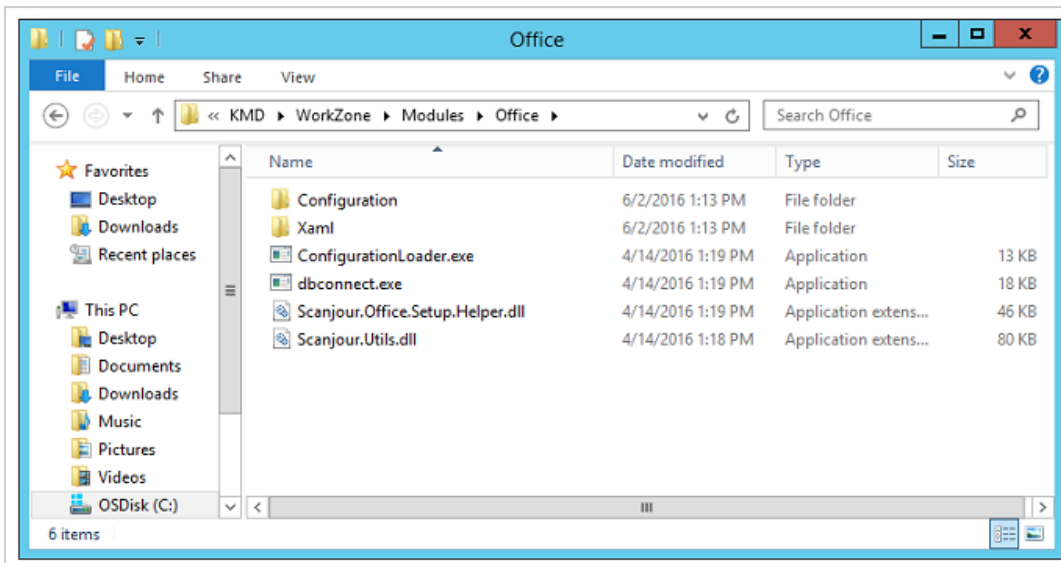 Office
File Home Share View
« KMD WorkZone Modules Office Search Office
Name Date modified Type Size
Favorites
Desktop
Downloads
Recent places
This PC
Desktop
Documents
Downloads
Music
Pictures
Videos
OSDisk (C:)
Configuration 6/2/2016 1:13 PM File folder
Xaml 6/2/2016 1:13 PM File folder
ConfigurationLoader.exe 4/14/2016 1:19 PM Application 13 KB
dbconnect.exe 4/14/2016 1:19 PM Application 18 KB
Scanjour.Office.Setup.Helper.dll 4/14/2016 1:19 PM Application extens... 46 KB
Scanjour.Utils.dll 4/14/2016 1:18 PM Application extens... 80 KB
6 items